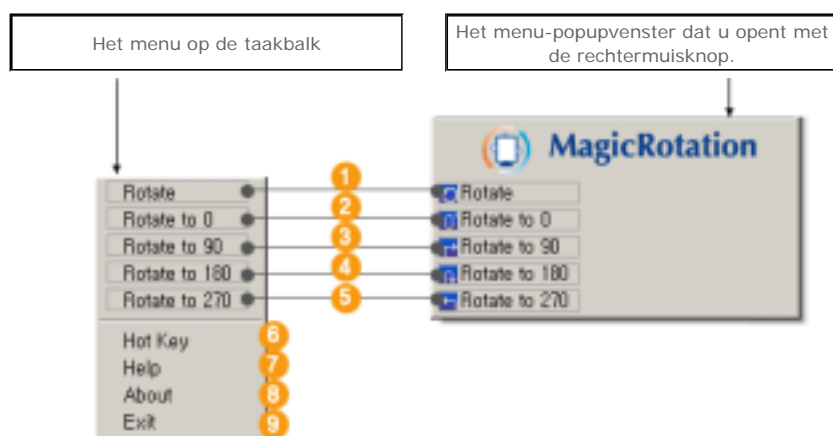 Het menu op de taakbalk
Het menu-popupvenster dat u opent met
de rechtermuisknop.
MagicRotation
Rotate 1 Rotate
Rotate to 0 2 Rotate to 0
Rotate to 90 3 Rotate to 90
Rotate to 180 4 Rotate to 180
Rotate to 270 5 Rotate to 270
Hot Key 6
Help 7
About 8
Exit 9